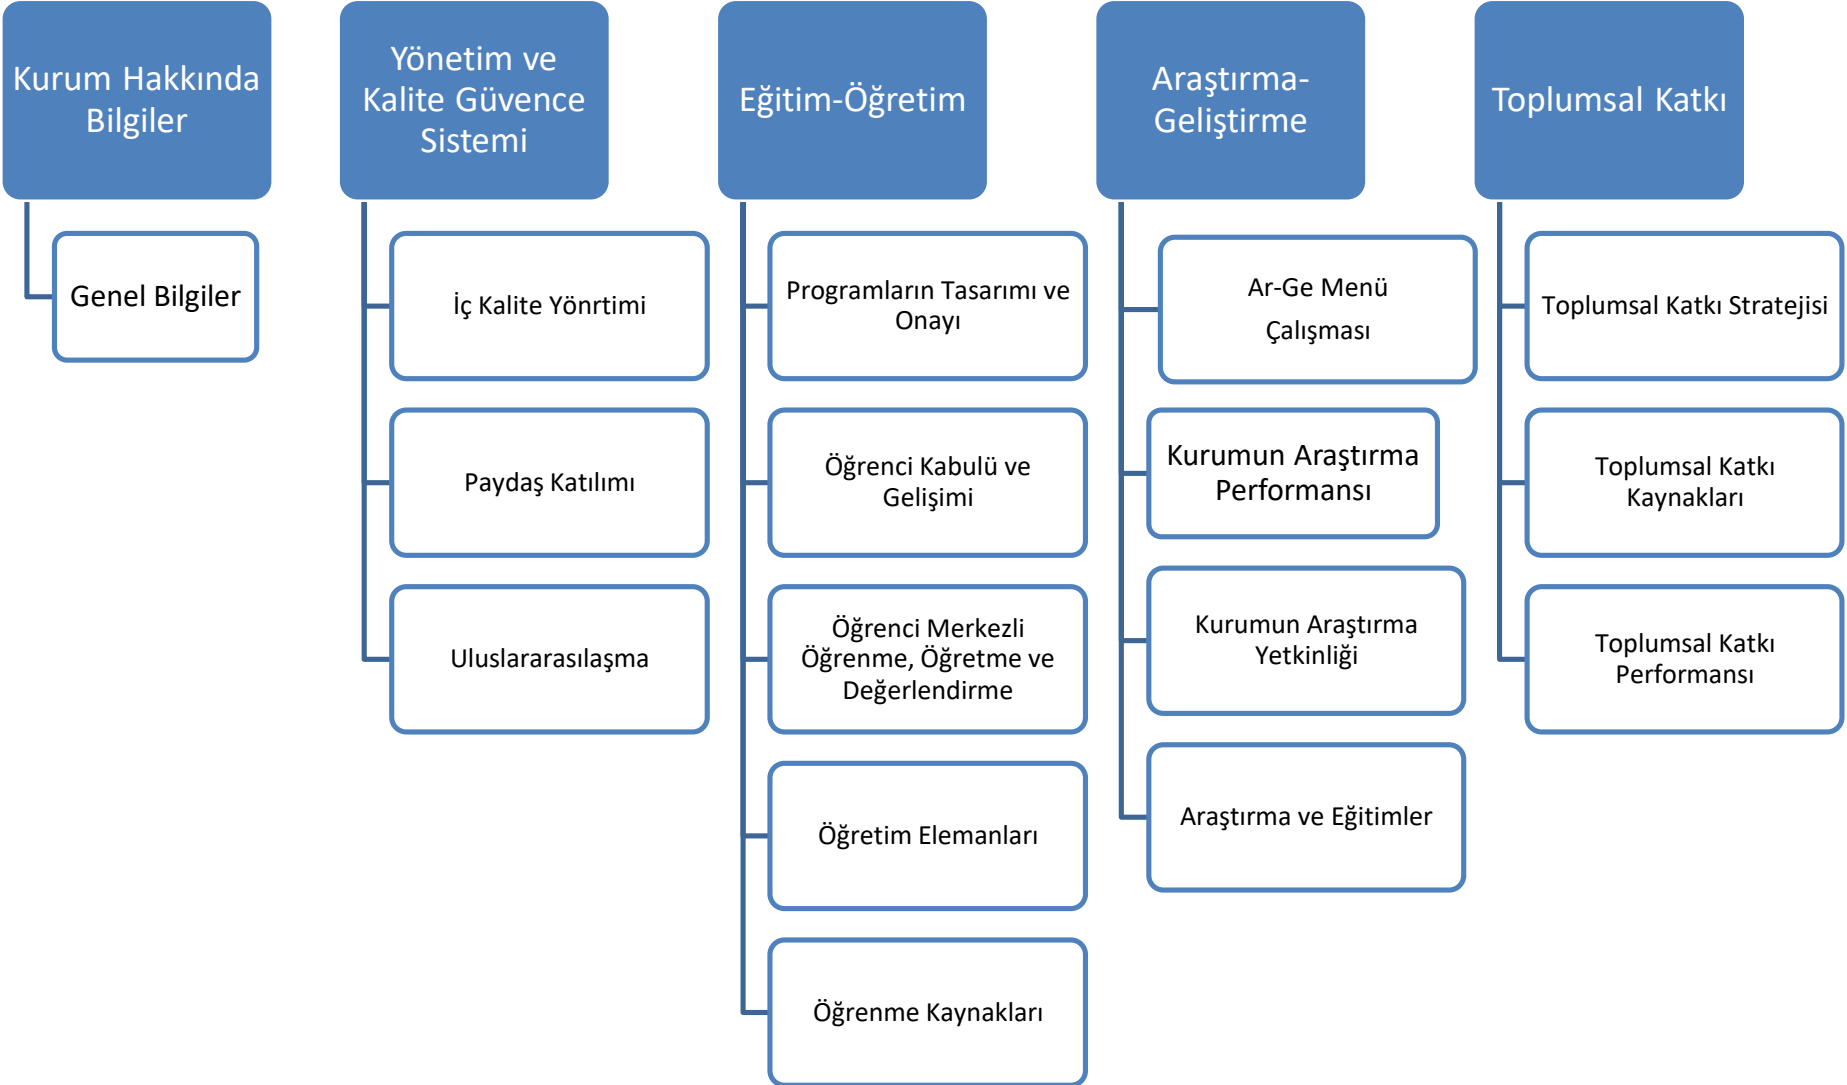 Kurum Hakkında
Bilgiler
Genel Bilgiler
Yönetim ve
Kalite Güvence
Sistemi
İç Kalite Yönrtimi
Paydaş Katılımı
Uluslararasılaşma
Eğitim-Öğretim
Programların Tasarımı ve
Onayı
Öğrenci Kabulü ve
Gelişimi
Öğrenci Merkezli
Öğrenme, Öğretme ve
Değerlendirme
Öğretim Elemanları
Öğrenme Kaynakları
Araştırma-
Geliştirme
Ar-Ge Menü
Çalışması
Kurumun Araştırma
Performansı
Kurumun Araştırma
Yetkinliği
Araştırma ve Eğitimler
Toplumsal Katkı
Toplumsal Katkı Stratejisi
Toplumsal Katkı
Kaynakları
Toplumsal Katkı
Performansı